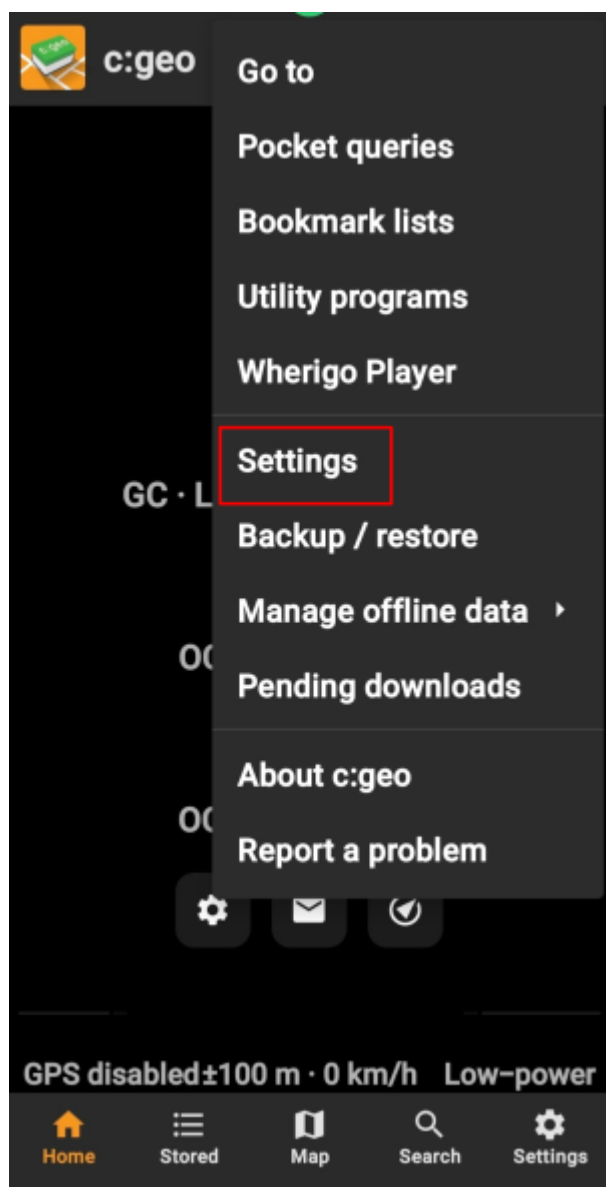 c:geo
Go to
Pocket queries
Bookmark lists
Utility programs
Wherigo Player
Settings
GC · L
Backup / restore
Manage offline data
OC
Pending downloads
About c:geo
OC
Report a problem
GPS disabled ±100 m · 0 km/h Low-power
Home Stored Map Search Settings